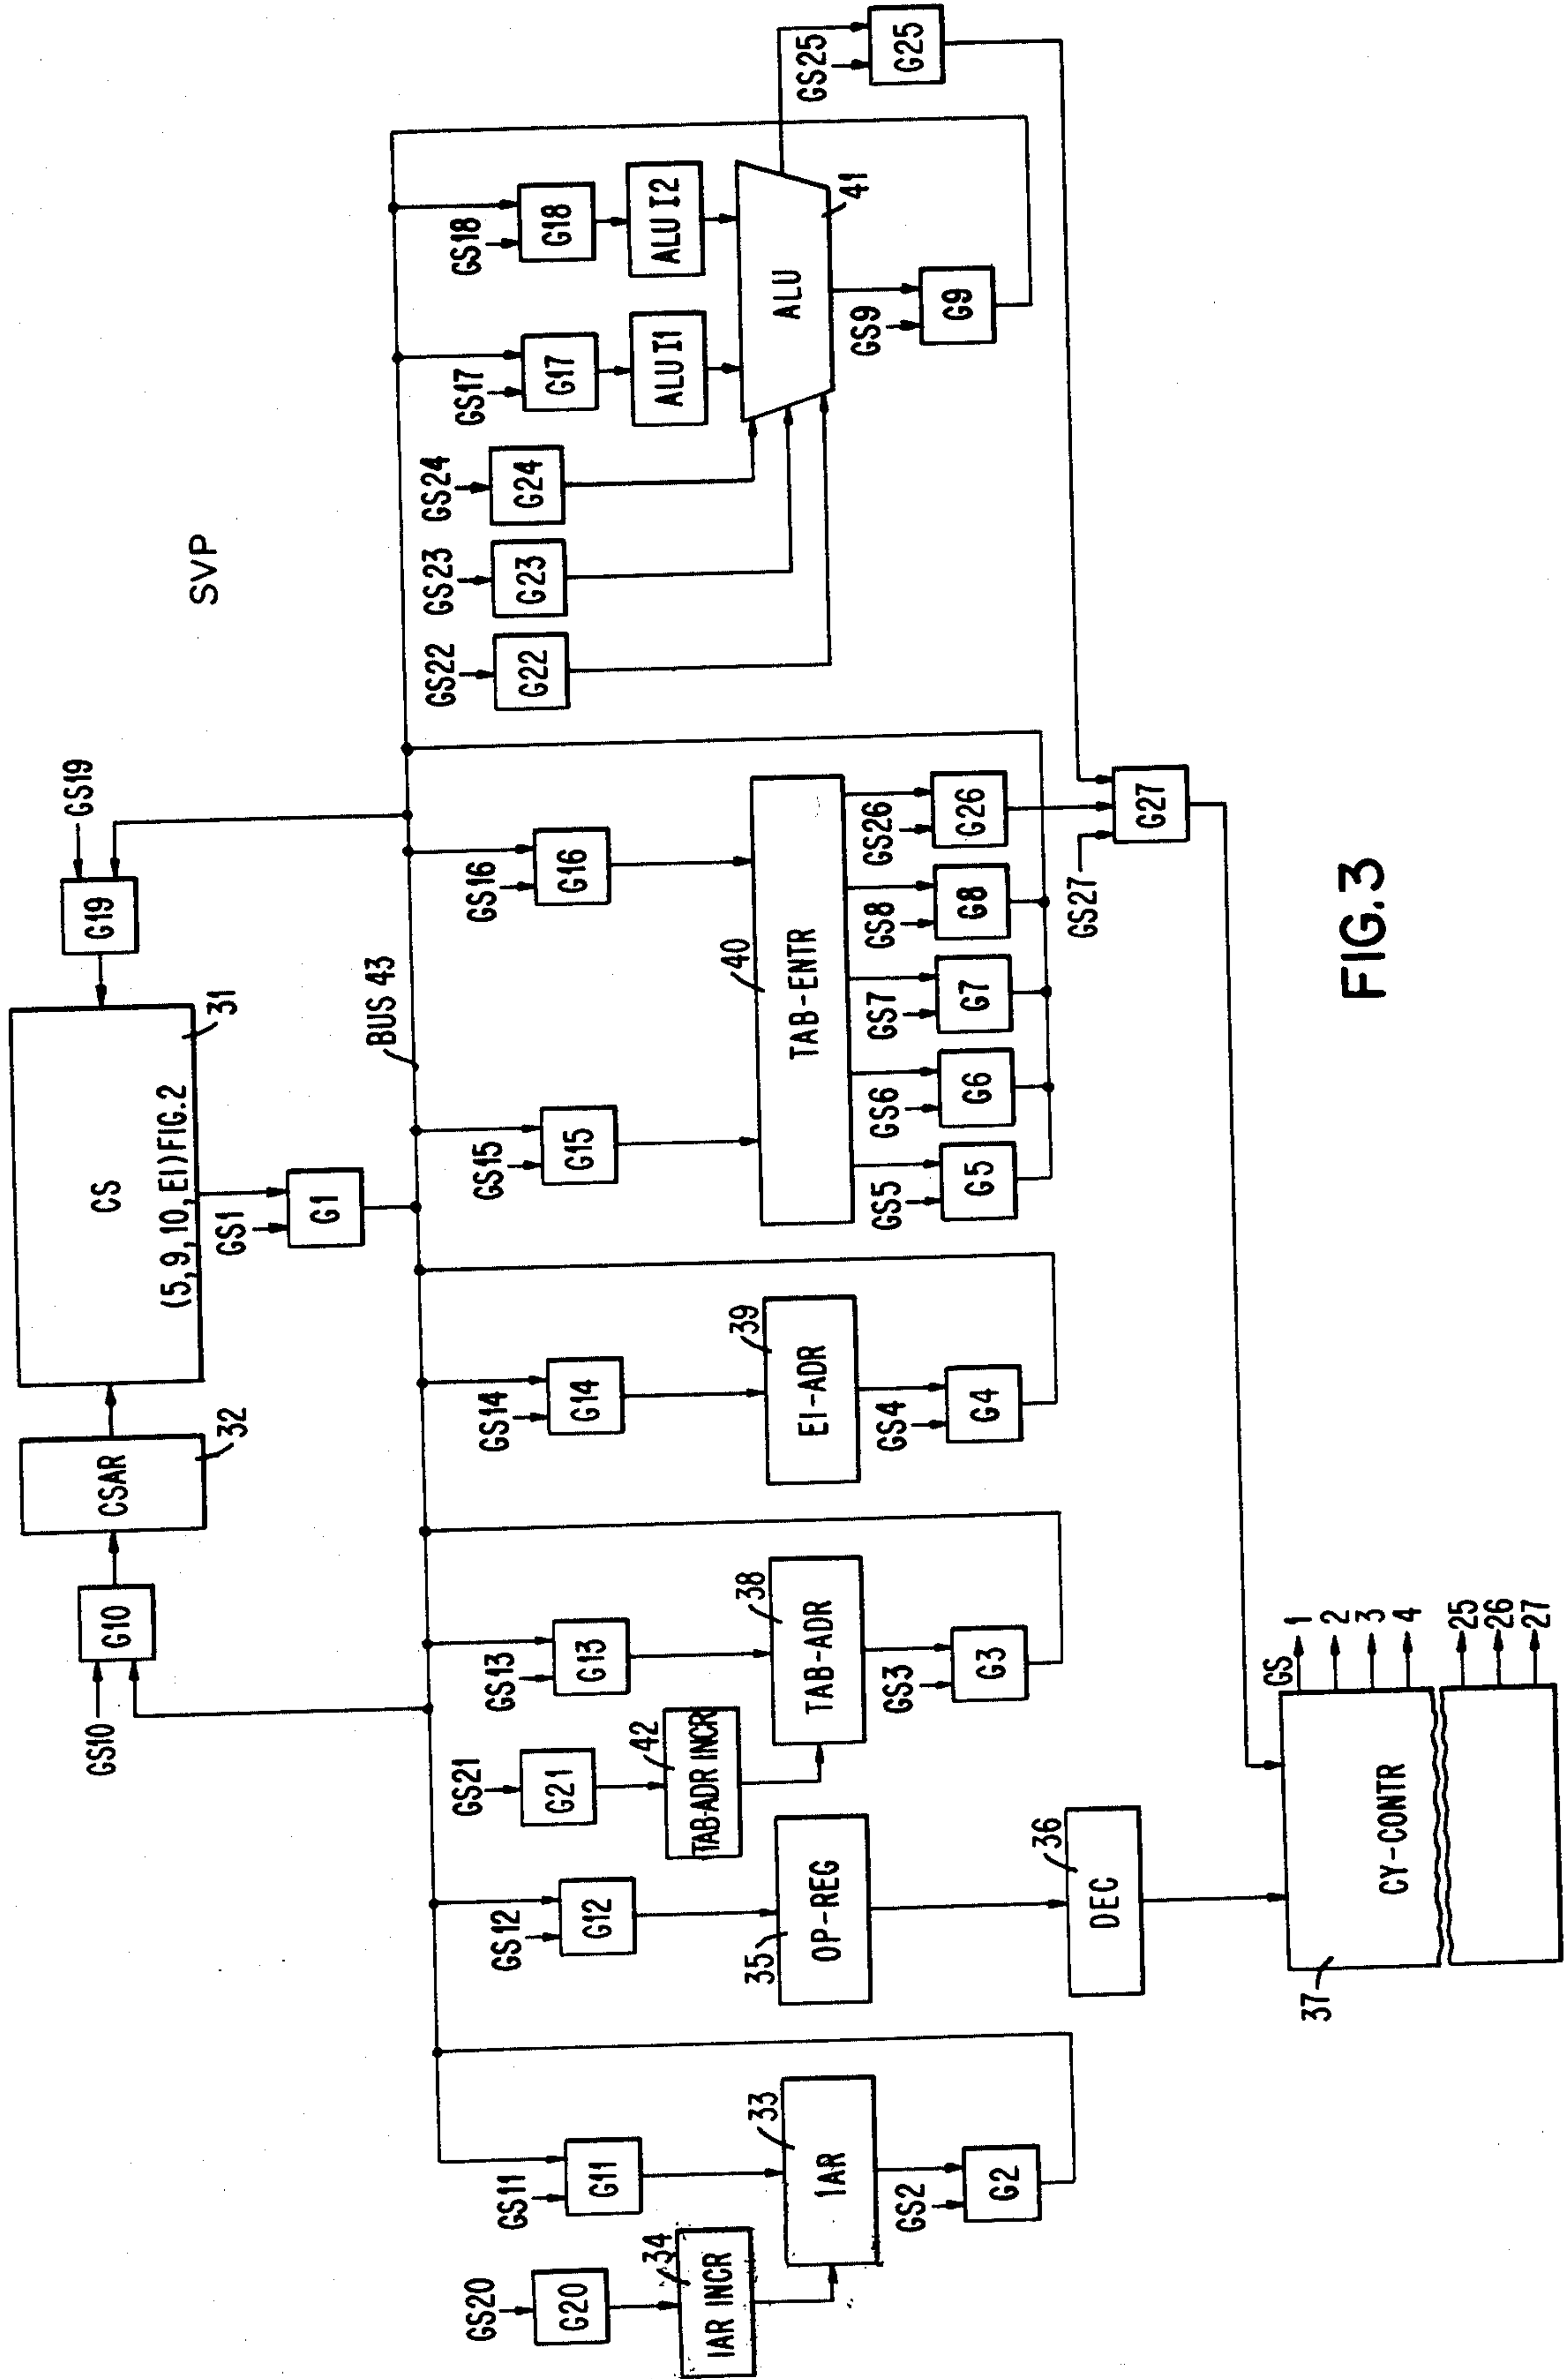 SVP
GS10
G10
CSAR
32
CS
(5,9,10,EI)FIG.2
31
G19
GS19
GS1
G1
BUS 43
GS20
G20
IAR INCR
34
GS11
G11
IAR
33
GS2
G2
GS12
G12
OP-REG
35
DEC
36
GS21
G21
TAB-ADR INCR
42
GS13
G13
TAB-ADR
38
GS3
G3
GS14
G14
EI-ADR
39
GS4
G4
GS15
G15
GS16
G16
TAB-ENTR
40
GS5
G5
GS6
G6
GS7
G7
GS8
G8
GS26
G26
GS22
G22
GS23
G23
GS24
G24
GS17
G17
ALU I1
GS18
G18
ALU I2
ALU
41
GS9
G9
GS25
G25
GS27
G27
CY-CONTR
37
GS
1
2
3
4
25
26
27
FIG.3